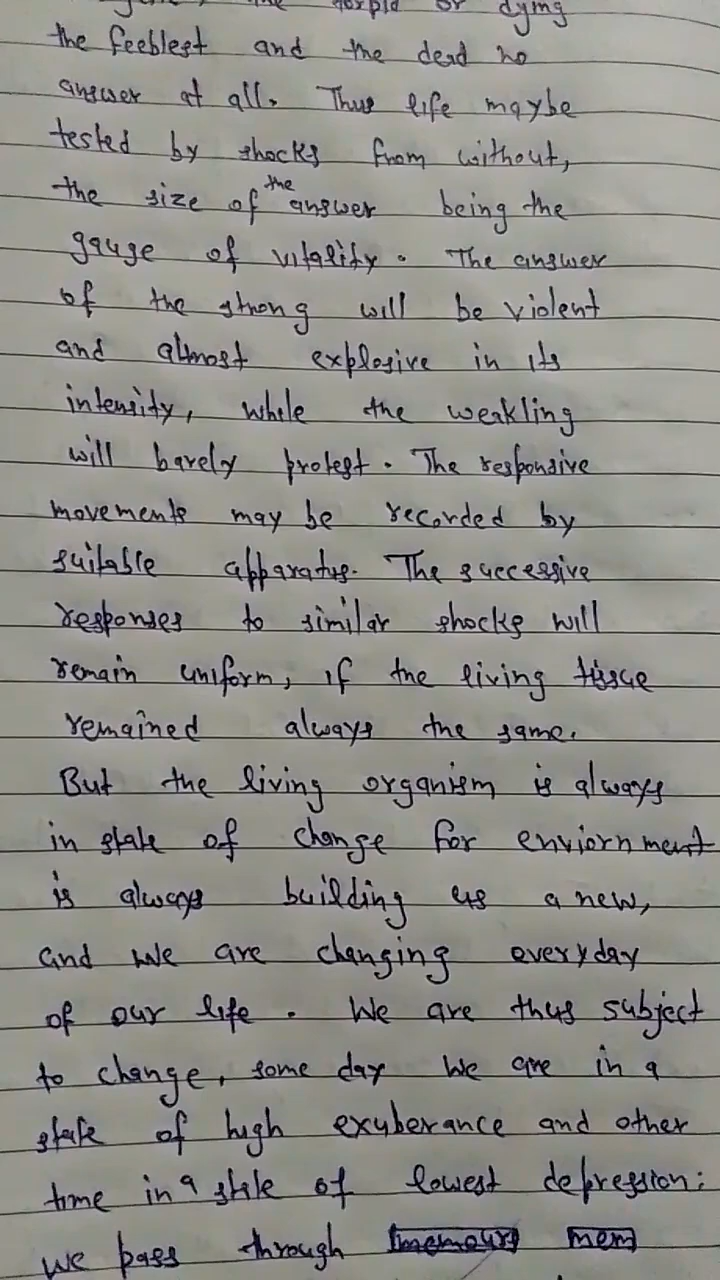 the torpid or dying
the feeblest and the dead no
answer at all. Thus life maybe
tested by shocks from without,
the size of the answer being the
gauge of vitality. The answer
of the strong will be violent
and almost explosive in its
intensity, while the weakling
will barely protest. The responsive
movements may be recorded by
suitable apparatus. The successive
responses to similar shocks will
remain uniform, if the living tissue
remained always the same.
But the living organism is always
in state of change for enviornment
is always building us a new,
and we are changing everyday
of our life. We are thus subject
to change, some day we are in a
state of high exuberance and other
time in a state of lowest depression:
we pass through